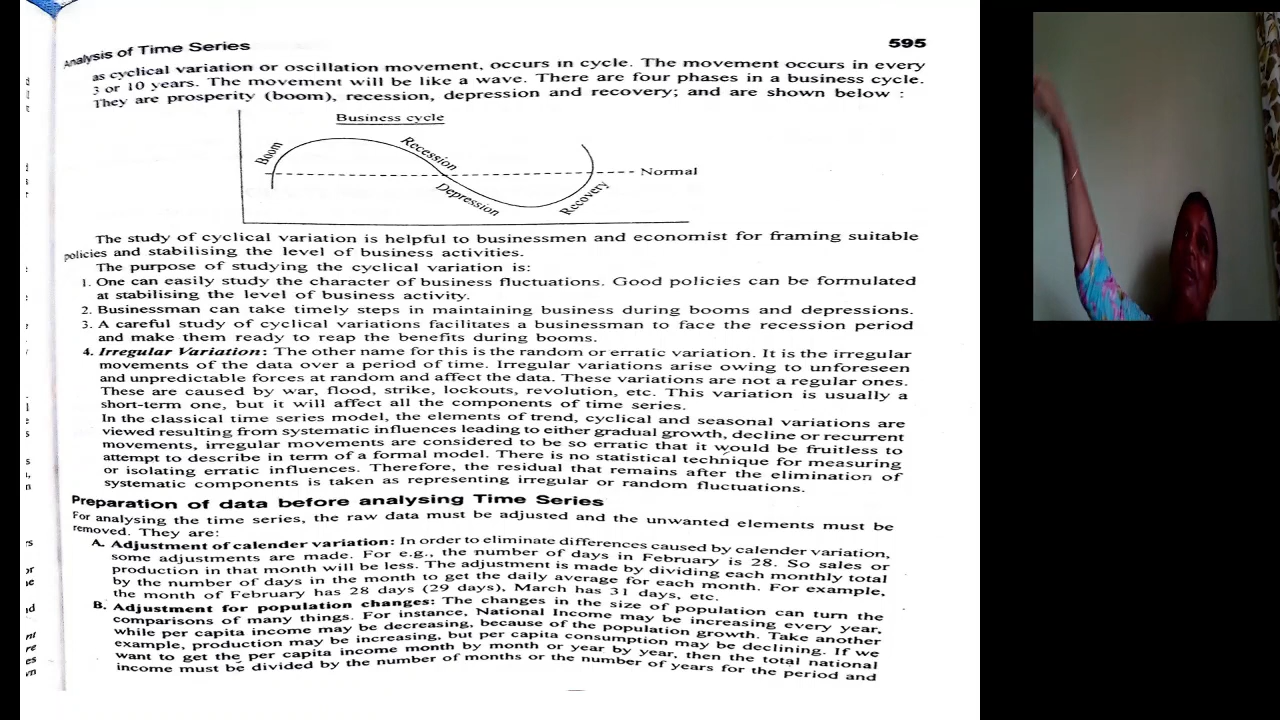 Analysis of Time Series 595
as cyclical variation or oscillation movement, occurs in cycle. The movement occurs in every
3 or 10 years. The movement will be like a wave. There are four phases in a business cycle.
They are prosperity (boom), recession, depression and recovery; and are shown below :
Business cycle
Boom
Recession
Normal
Depression
Recovery
The study of cyclical variation is helpful to businessmen and economist for framing suitable
policies and stabilising the level of business activities.
The purpose of studying the cyclical variation is:
1. One can easily study the character of business fluctuations. Good policies can be formulated
at stabilising the level of business activity.
2. Businessman can take timely steps in maintaining business during booms and depressions.
3. A careful study of cyclical variations facilitates a businessman to face the recession period
and make them ready to reap the benefits during booms.
4. Irregular Variation: The other name for this is the random or erratic variation. It is the irregular
movements of the data over a period of time. Irregular variations arise owing to unforeseen
and unpredictable forces at random and affect the data. These variations are not a regular ones.
These are caused by war, flood, strike, lockouts, revolution, etc. This variation is usually a
short-term one, but it will affect all the components of time series.
In the classical time series model, the elements of trend, cyclical and seasonal variations are
viewed resulting from systematic influences leading to either gradual growth, decline or recurrent
movements, irregular movements are considered to be so erratic that it would be fruitless to
attempt to describe in term of a formal model. There is no statistical technique for measuring
or isolating erratic influences. Therefore, the residual that remains after the elimination of
systematic components is taken as representing irregular or random fluctuations.
Preparation of data before analysing Time Series
For analysing the time series, the raw data must be adjusted and the unwanted elements must be
removed. They are:
A. Adjustment of calender variation: In order to eliminate differences caused by calender variation,
some adjustments are made. For e.g., the number of days in February is 28. So sales or
production in that month will be less. The adjustment is made by dividing each monthly total
by the number of days in the month to get the daily average for each month. For example,
the month of February has 28 days (29 days), March has 31 days, etc.
B. Adjustment for population changes: The changes in the size of population can turn the
comparisons of many things. For instance, National Income may be increasing every year,
while per capita income may be decreasing, because of the population growth. Take another
example, production may be increasing, but per capita consumption may be declining. If we
want to get the per capita income month by month or year by year, then the total national
income must be divided by the number of months or the number of years for the period and